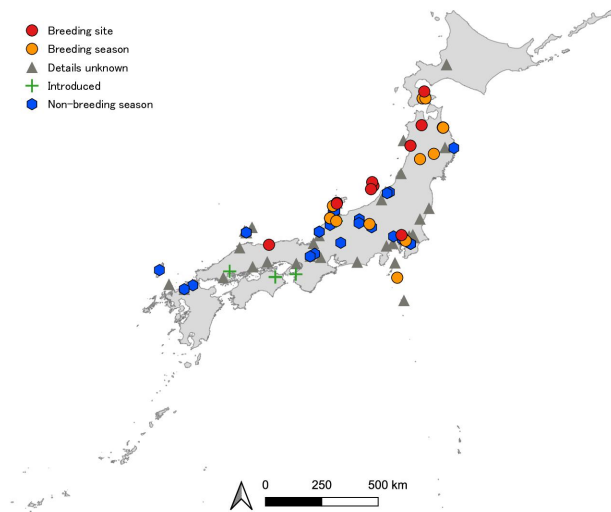 Breeding site
Breeding season
Details unknown
Introduced
Non-breeding season
0 250 500 km